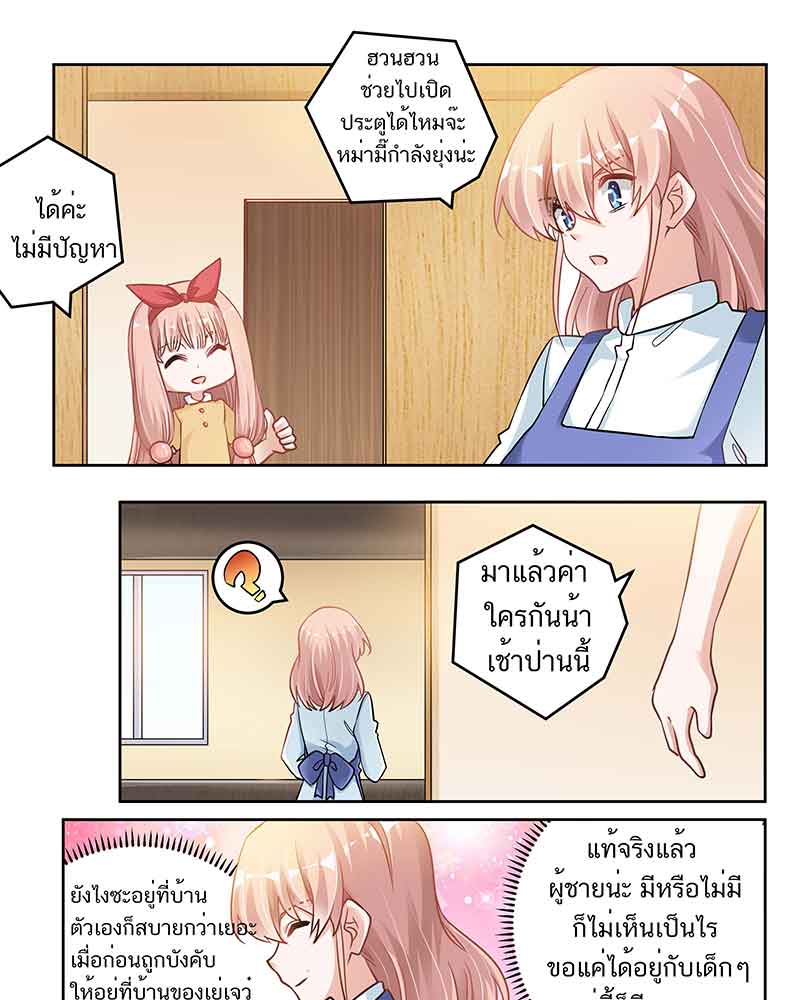 ฮวนฮวน
ช่วยไปเปิด
ประตูได้ไหมจ๊ะ
หม่ามี๊กำลังยุ่งน่ะ
ได้ค่ะ
ไม่มีปัญหา
มาแล้วค่า
ใครกันน้า
เช้าป่านนี้
ยังไงซะอยู่ที่บ้าน
ตัวเองก็สบายกว่าเยอะ
เมื่อก่อนถูกบังคับ
ให้อยู่ที่บ้านของเย่เจว๋
แท้จริงแล้ว
ผู้ชายน่ะ มีหรือไม่มี
ก็ไม่เห็นเป็นไร
ขอแค่ได้อยู่กับเด็กๆ